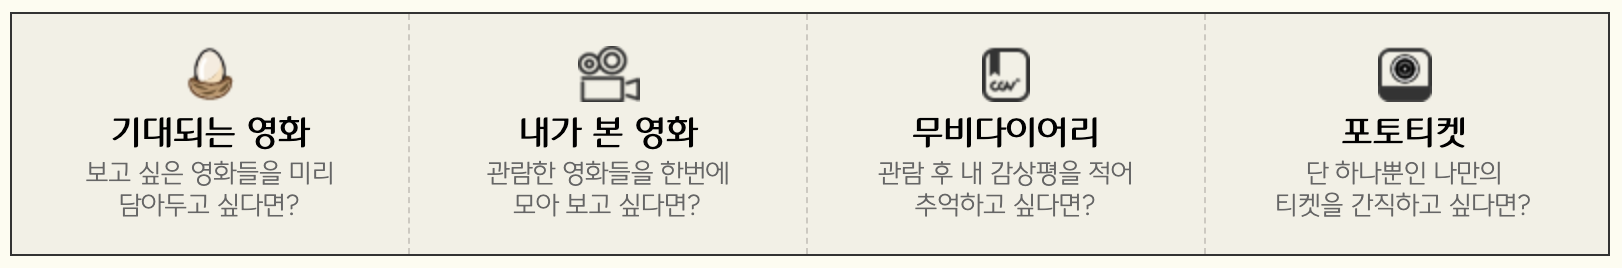 기대되는 영화
보고 싶은 영화들을 미리
담아두고 싶다면?
내가 본 영화
관람한 영화들을 한번에
모아 보고 싶다면?
CGV
무비다이어리
관람 후 내 감상평을 적어
추억하고 싶다면?
포토티켓
단 하나뿐인 나만의
티켓을 간직하고 싶다면?